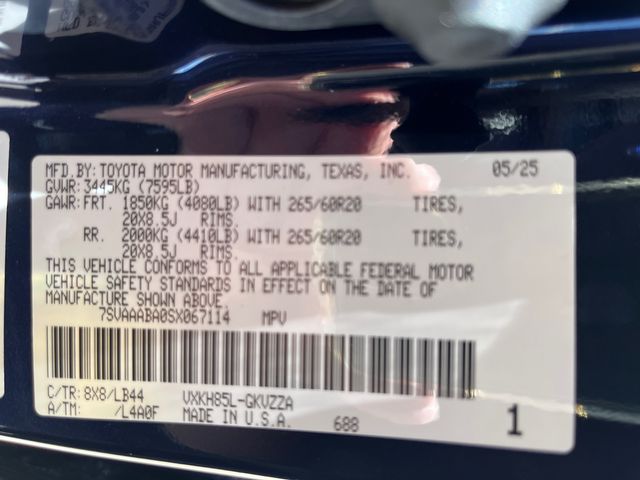 MFD.BY: TOYOTA MOTOR MANUFACTURING, TEXAS, INC. 05/25
GVWR: 3445KG (7595LB)
GAWR: FRT. 1850KG (4080LB) WITH 265/60R20 TIRES,
20X8.5J RIMS.
RR. 2000KG (4410LB) WITH 265/60R20 TIRES,
20X8.5J RIMS.
THIS VEHICLE CONFORMS TO ALL APPLICABLE FEDERAL MOTOR
VEHICLE SAFETY STANDARDS IN EFFECT ON THE DATE OF
MANUFACTURE SHOWN ABOVE.
7SVAAABA0SX067114 MPV
C/TR: 8X8/LB44 VXKH85L-GKVZZA
A/TM: /L4A0F MADE IN U.S.A. 688 1